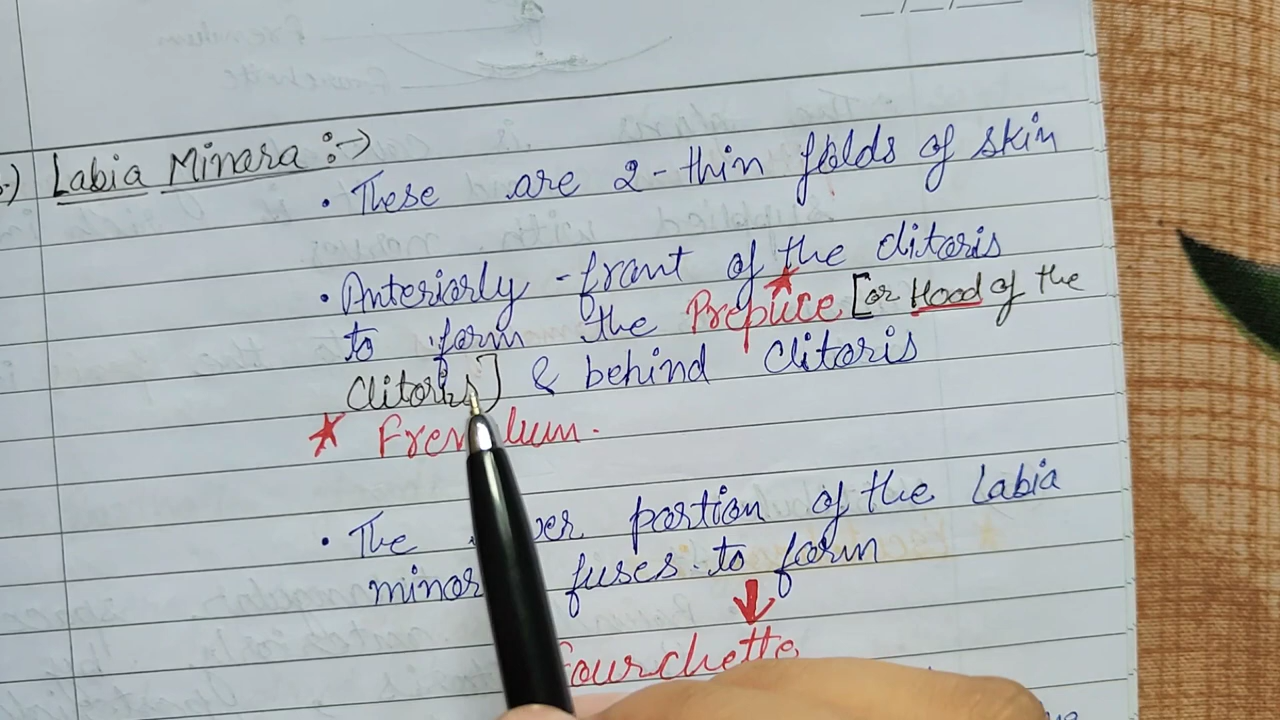 Labia Minora :->
• These are 2-thin folds of skin
• Anteriorly - front of the clitoris
to form the Prepuce [or Hood of the
Clitoris] & behind Clitoris
★ Frenulum.
• The portion of the Labia
fuses to form
↓
Fourchette